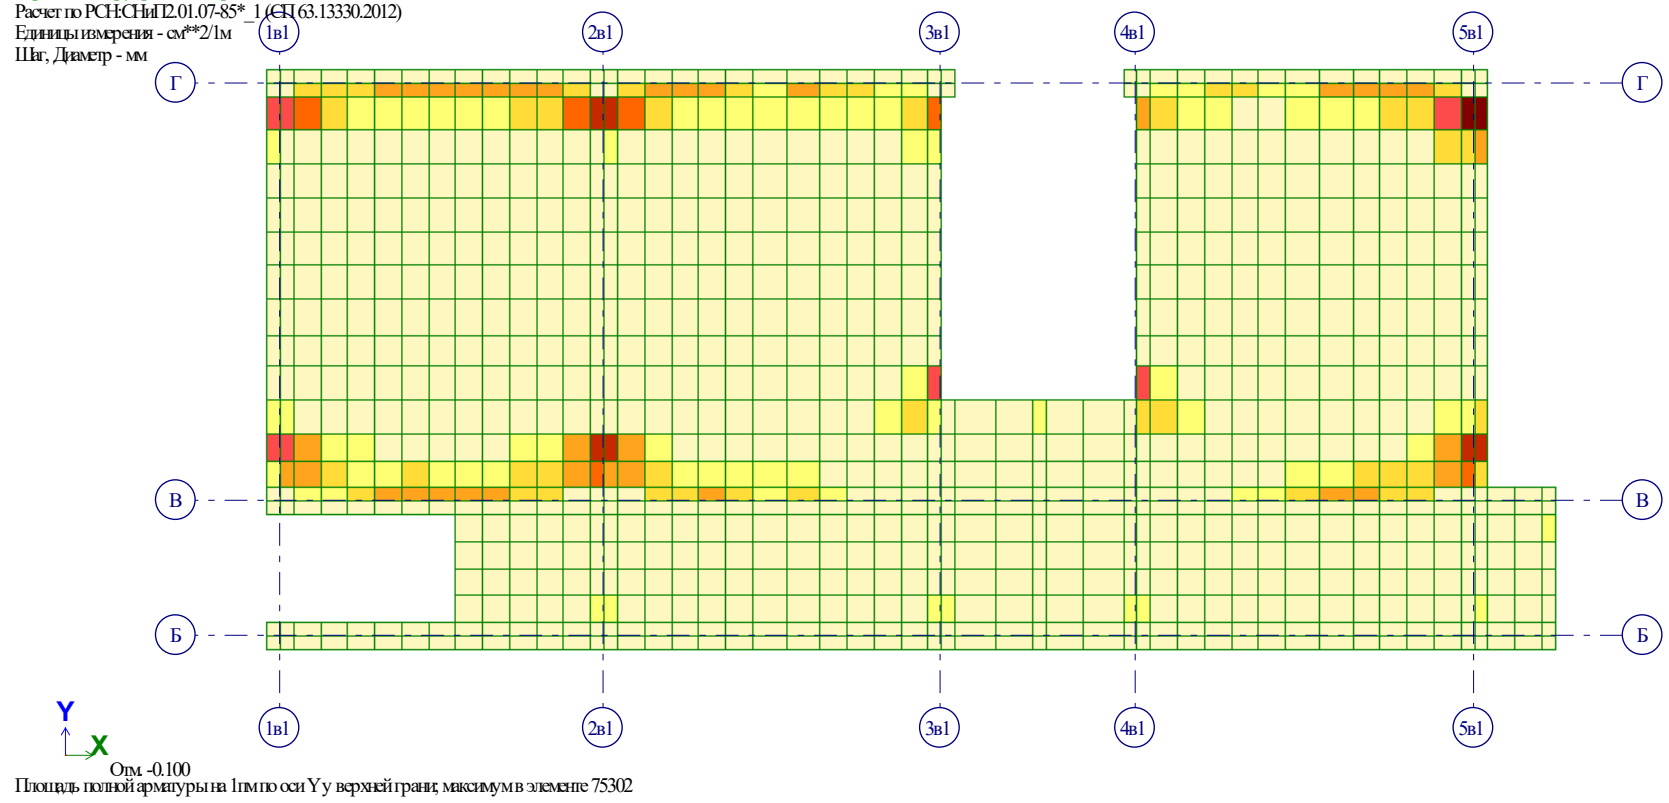 Расчет по РСН:СНиП2.01.07-85*_1 (СП 63.13330.2012)
Единицы измерения - см**2/1м
Шаг, Диаметр - мм
1в1 2в1 3в1 4в1 5в1
Г Г
В В
Б Б
1в1 2в1 3в1 4в1 5в1
Y
X
Отм. -0.100
Площадь полной арматуры на 1пм по оси Y у верхней грани; максимум в элементе 75302